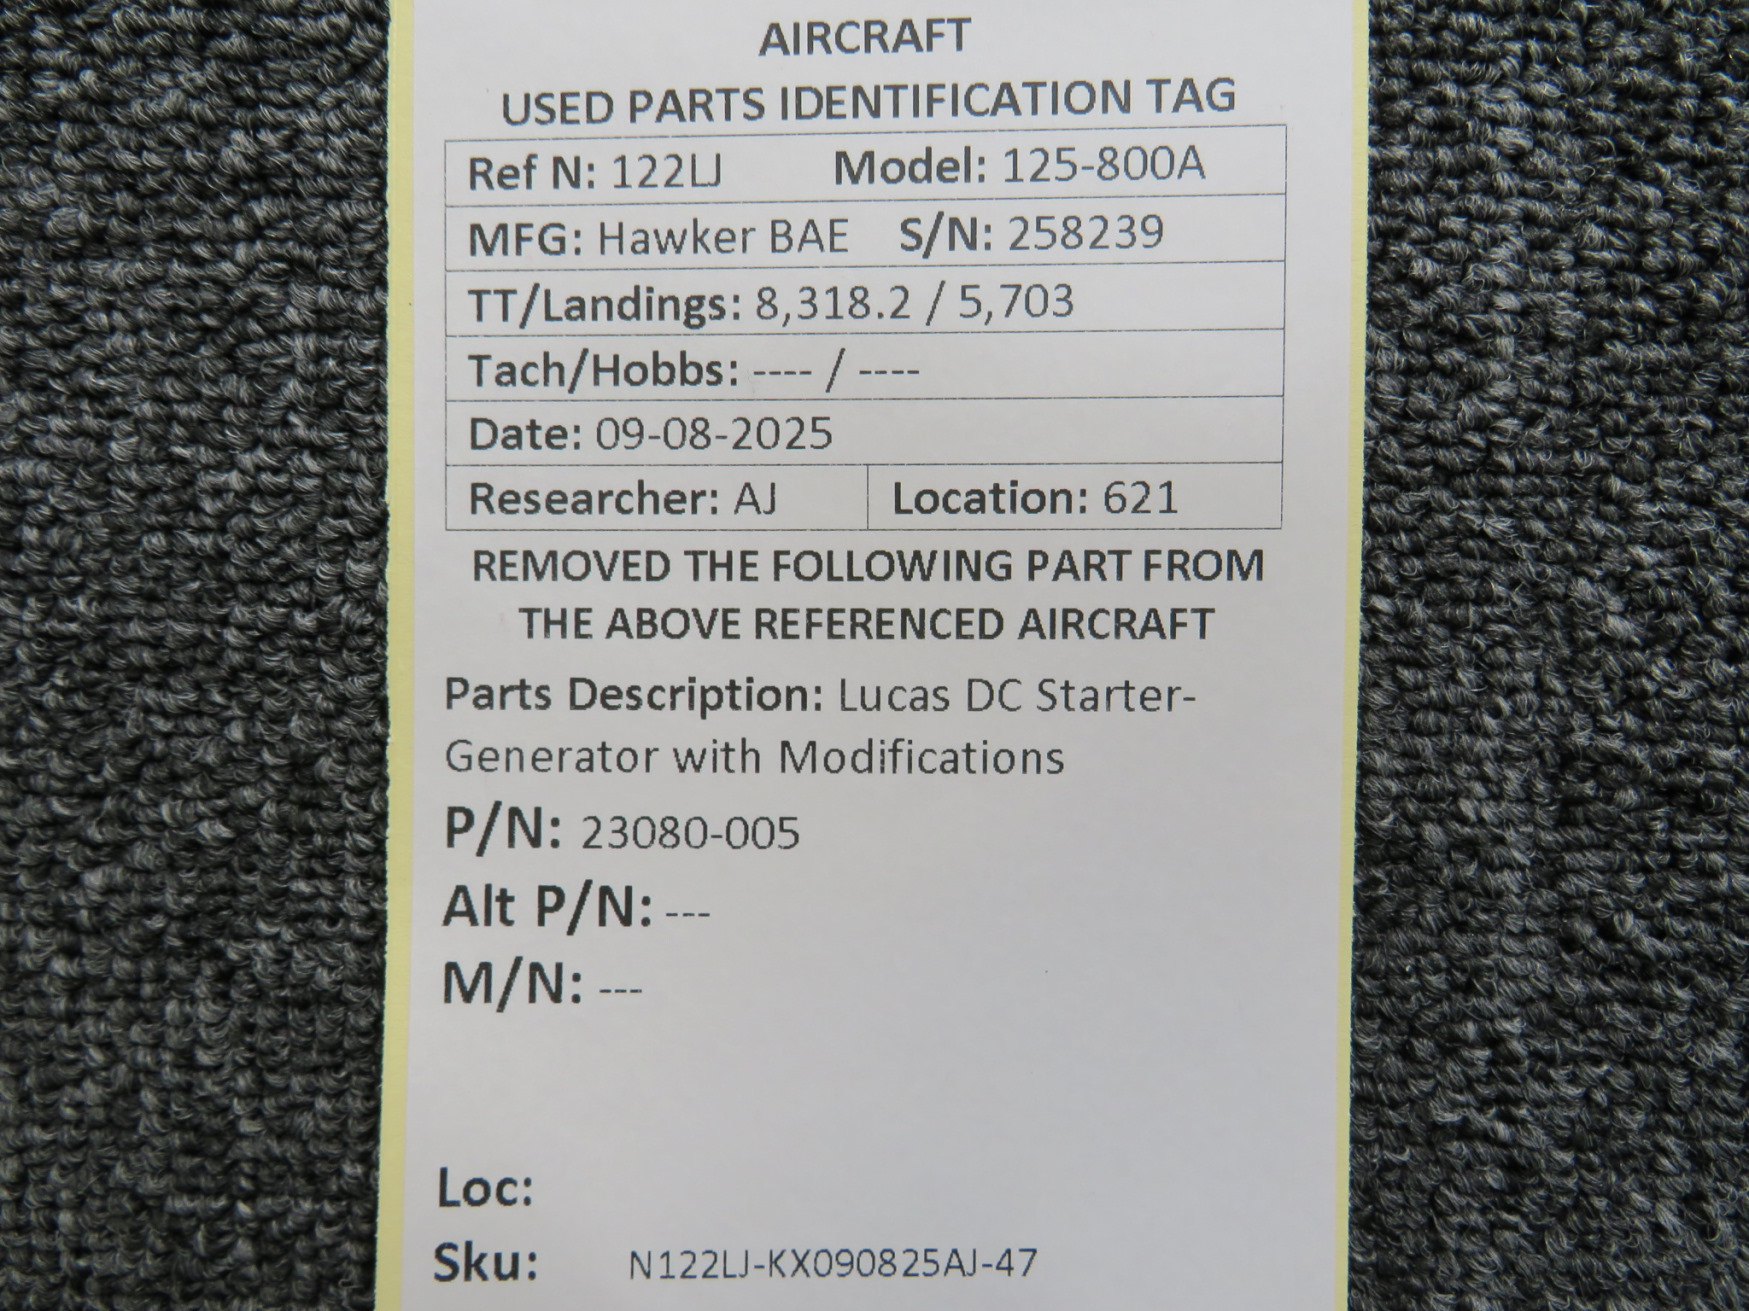 AIRCRAFT
USED PARTS IDENTIFICATION TAG
Ref N: 122LJ Model: 125-800A
MFG: Hawker BAE S/N: 258239
TT/Landings: 8,318.2 / 5,703
Tach/Hobbs: ---- / ----
Date: 09-08-2025
Researcher: AJ Location: 621
REMOVED THE FOLLOWING PART FROM
THE ABOVE REFERENCED AIRCRAFT
Parts Description: Lucas DC Starter-
Generator with Modifications
P/N: 23080-005
Alt P/N: ---
M/N: ---
Loc:
Sku: N122LJ-KX090825AJ-47